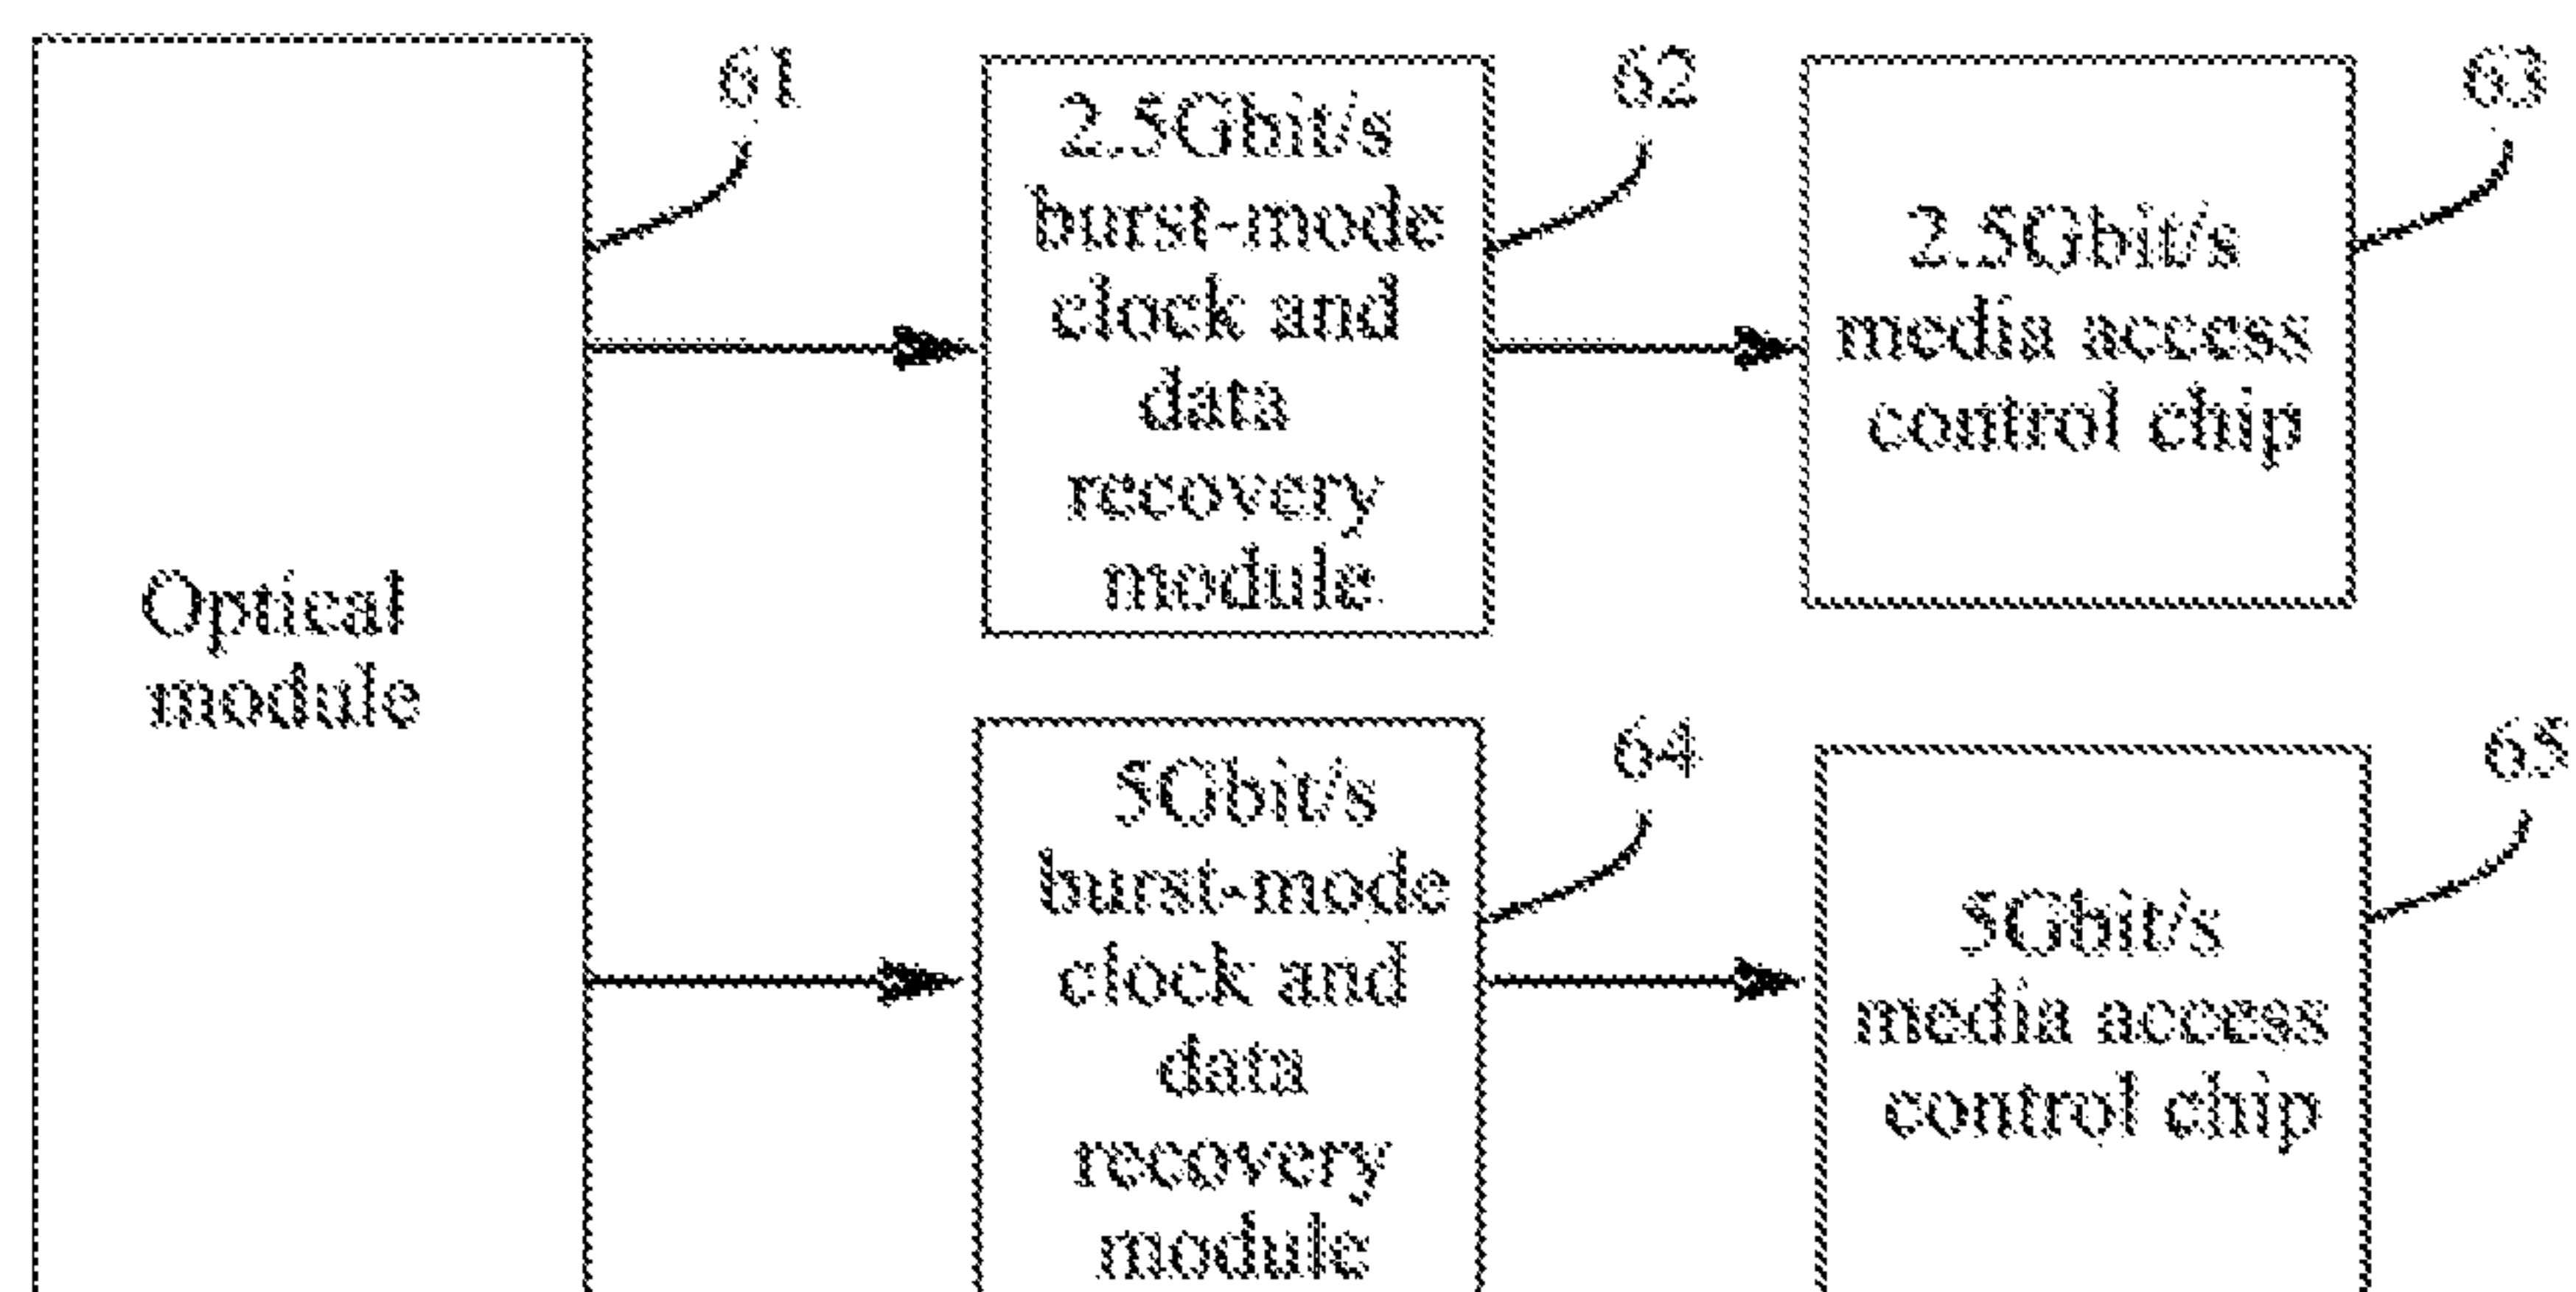 Optical
module
61
2.5Gbit/s
burst-mode
clock and
data
recovery
module
62
2.5Gbit/s
media access
control chip
63
5Gbit/s
burst-mode
clock and
data
recovery
module
64
5Gbit/s
media access
control chip
65